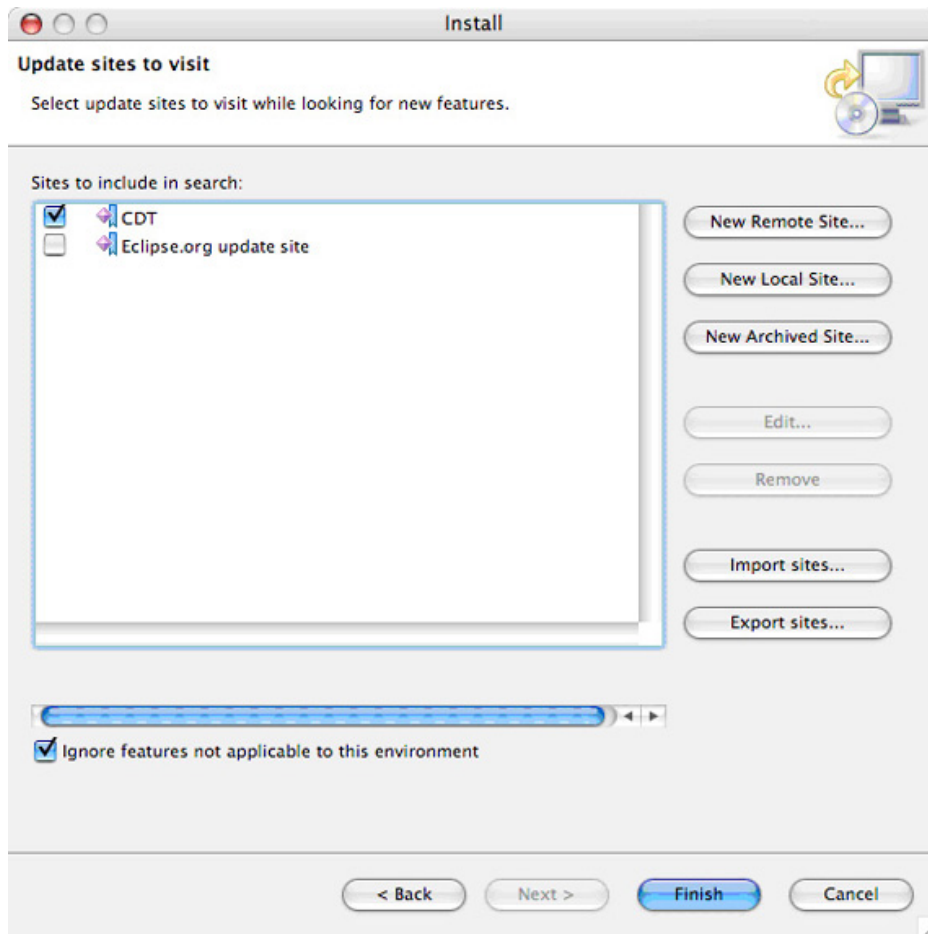 Install
Update sites to visit
Select update sites to visit while looking for new features.
Sites to include in search:
CDT
Eclipse.org update site
New Remote Site...
New Local Site...
New Archived Site...
Edit...
Remove
Import sites...
Export sites...
Ignore features not applicable to this environment
< Back
Next >
Finish
Cancel